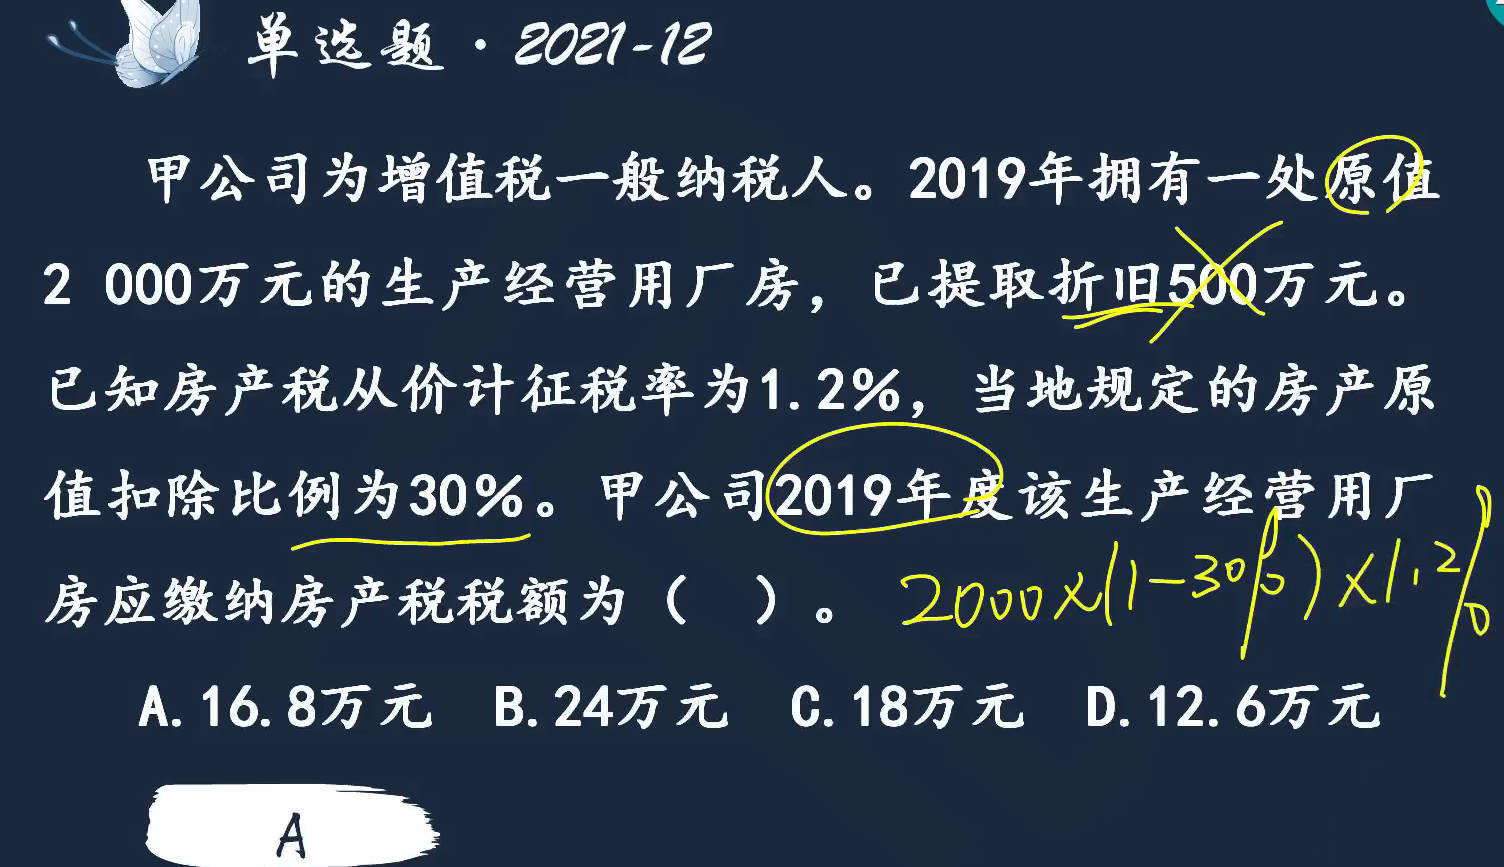 单选题·2021-12
甲公司为增值税一般纳税人。2019年拥有一处原值
2 000万元的生产经营用厂房，已提取折旧500万元。
已知房产税从价计征税率为1.2%，当地规定的房产原
值扣除比例为30%。甲公司2019年度该生产经营用厂
房应缴纳房产税税额为（  ）。
2000×(1-30%)×1.2%
A.16.8万元 B.24万元 C.18万元 D.12.6万元
A